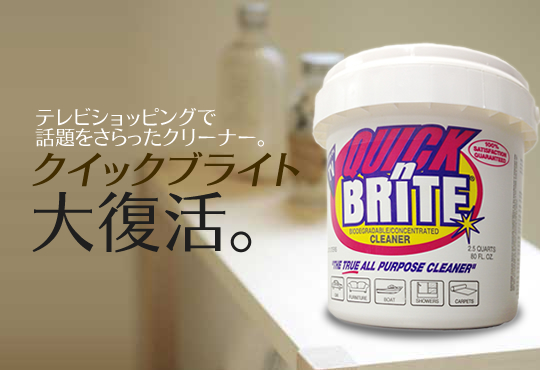 テレビショッピングで
話題をさらったクリーナー。
クイックブライト
大復活。
QUICK
n
BRITE
BIODEGRADABLE/CONCENTRATED
CLEANER
100%
SATISFACTION
GUARANTEED
2.5 QUARTS
80 FL. OZ.
"THE TRUE ALL PURPOSE CLEANER"
CAR FURNITURE BOAT SHOWERS CARPETS